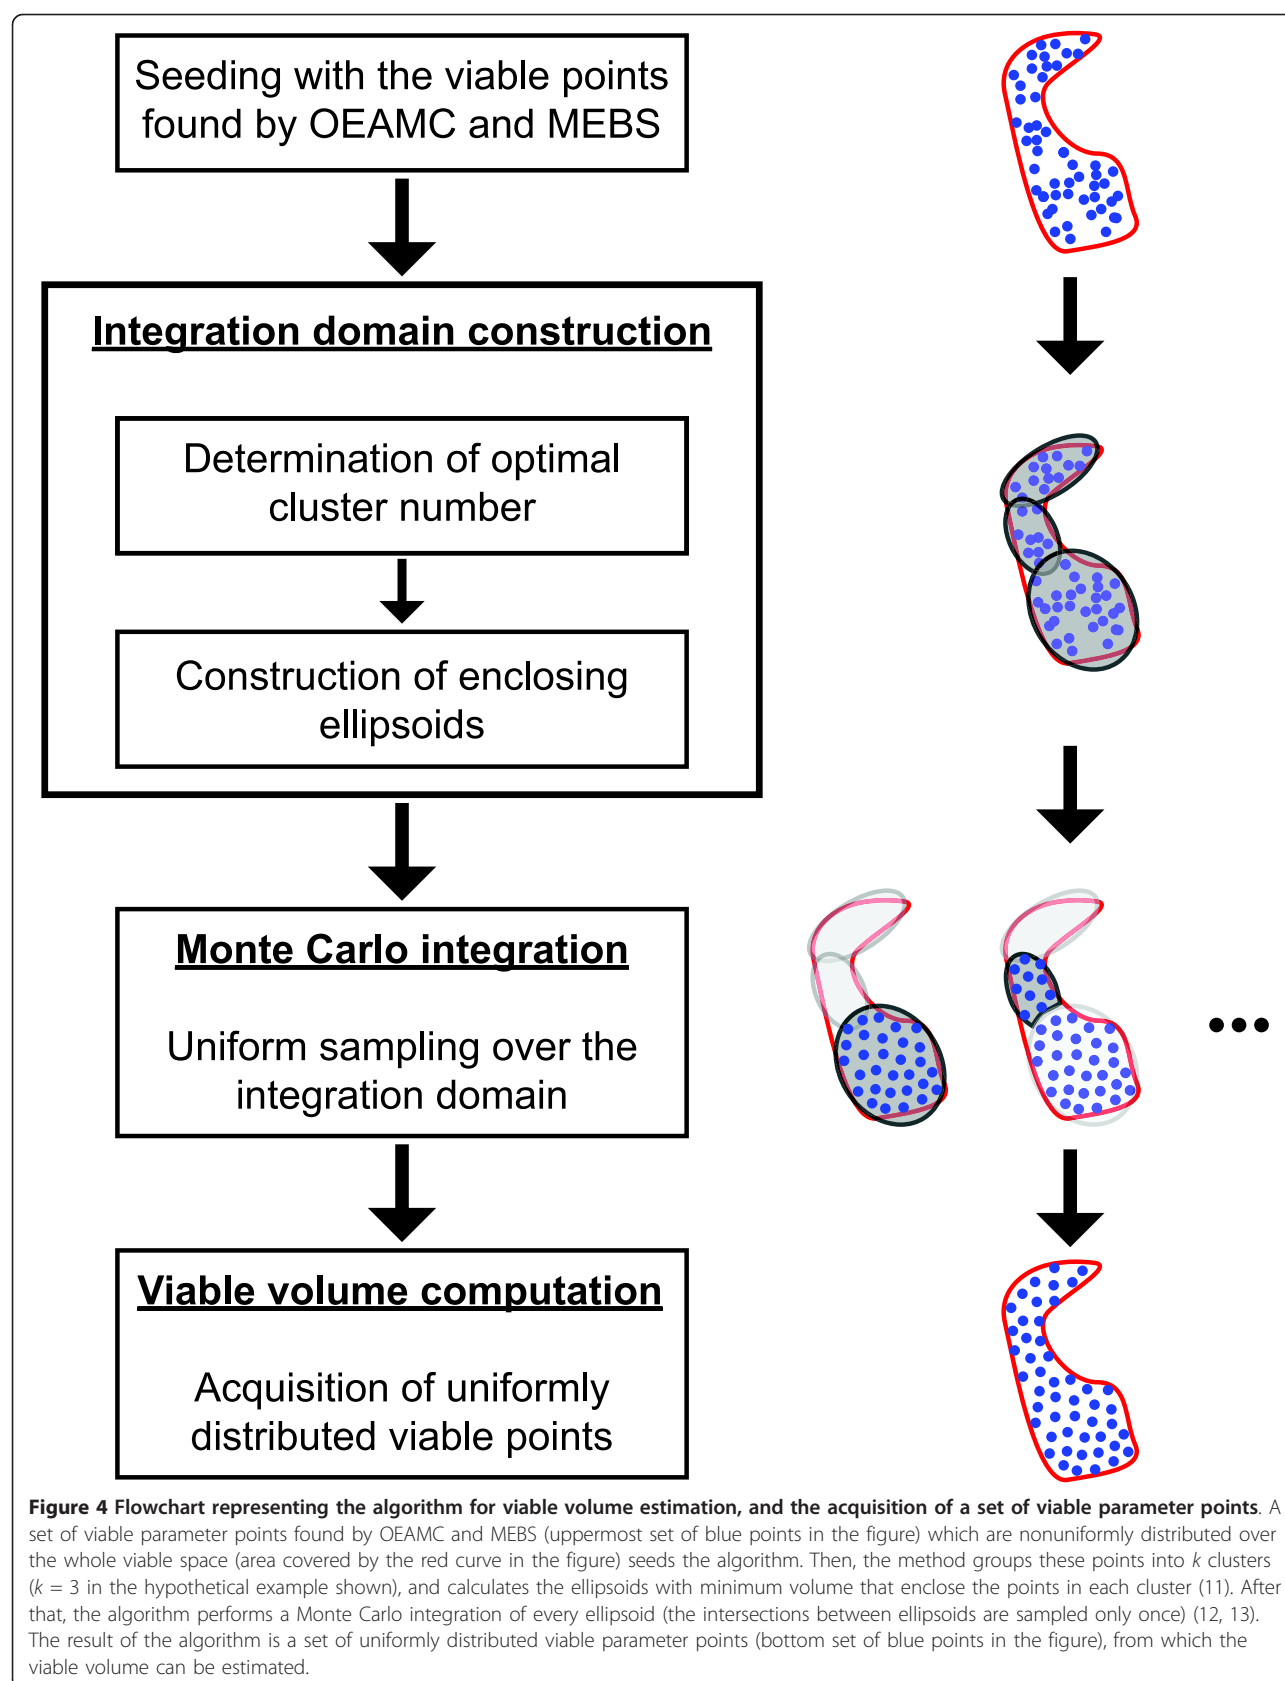 Seeding with the viable points
found by OEAMC and MEBS
Integration domain construction
Determination of optimal
cluster number
Construction of enclosing
ellipsoids
Monte Carlo integration
Uniform sampling over the
integration domain
Viable volume computation
Acquisition of uniformly
distributed viable points
Figure 4 Flowchart representing the algorithm for viable volume estimation, and the acquisition of a set of viable parameter points. A
set of viable parameter points found by OEAMC and MEBS (uppermost set of blue points in the figure) which are nonuniformly distributed over
the whole viable space (area covered by the red curve in the figure) seeds the algorithm. Then, the method groups these points into k clusters
(k = 3 in the hypothetical example shown), and calculates the ellipsoids with minimum volume that enclose the points in each cluster (11). After
that, the algorithm performs a Monte Carlo integration of every ellipsoid (the intersections between ellipsoids are sampled only once) (12, 13).
The result of the algorithm is a set of uniformly distributed viable parameter points (bottom set of blue points in the figure), from which the
viable volume can be estimated.